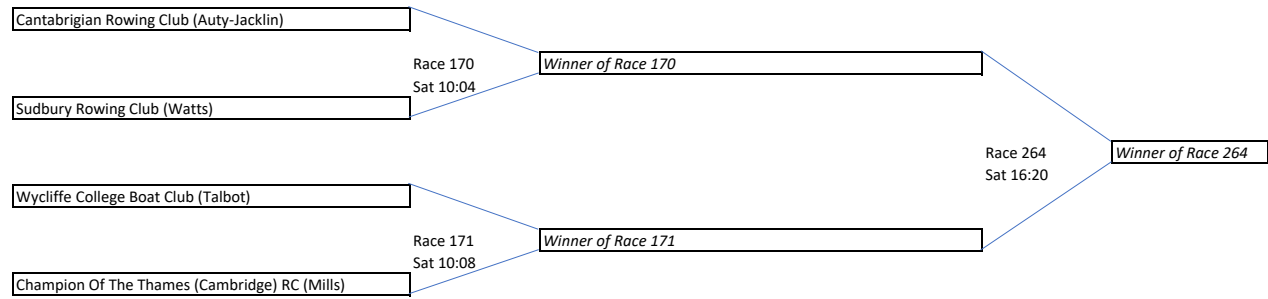 Cantabrigian Rowing Club (Auty-Jacklin)
Race 170
Sat 10:04
Winner of Race 170
Sudbury Rowing Club (Watts)
Race 264
Sat 16:20
Winner of Race 264
Wycliffe College Boat Club (Talbot)
Race 171
Sat 10:08
Winner of Race 171
Champion Of The Thames (Cambridge) RC (Mills)